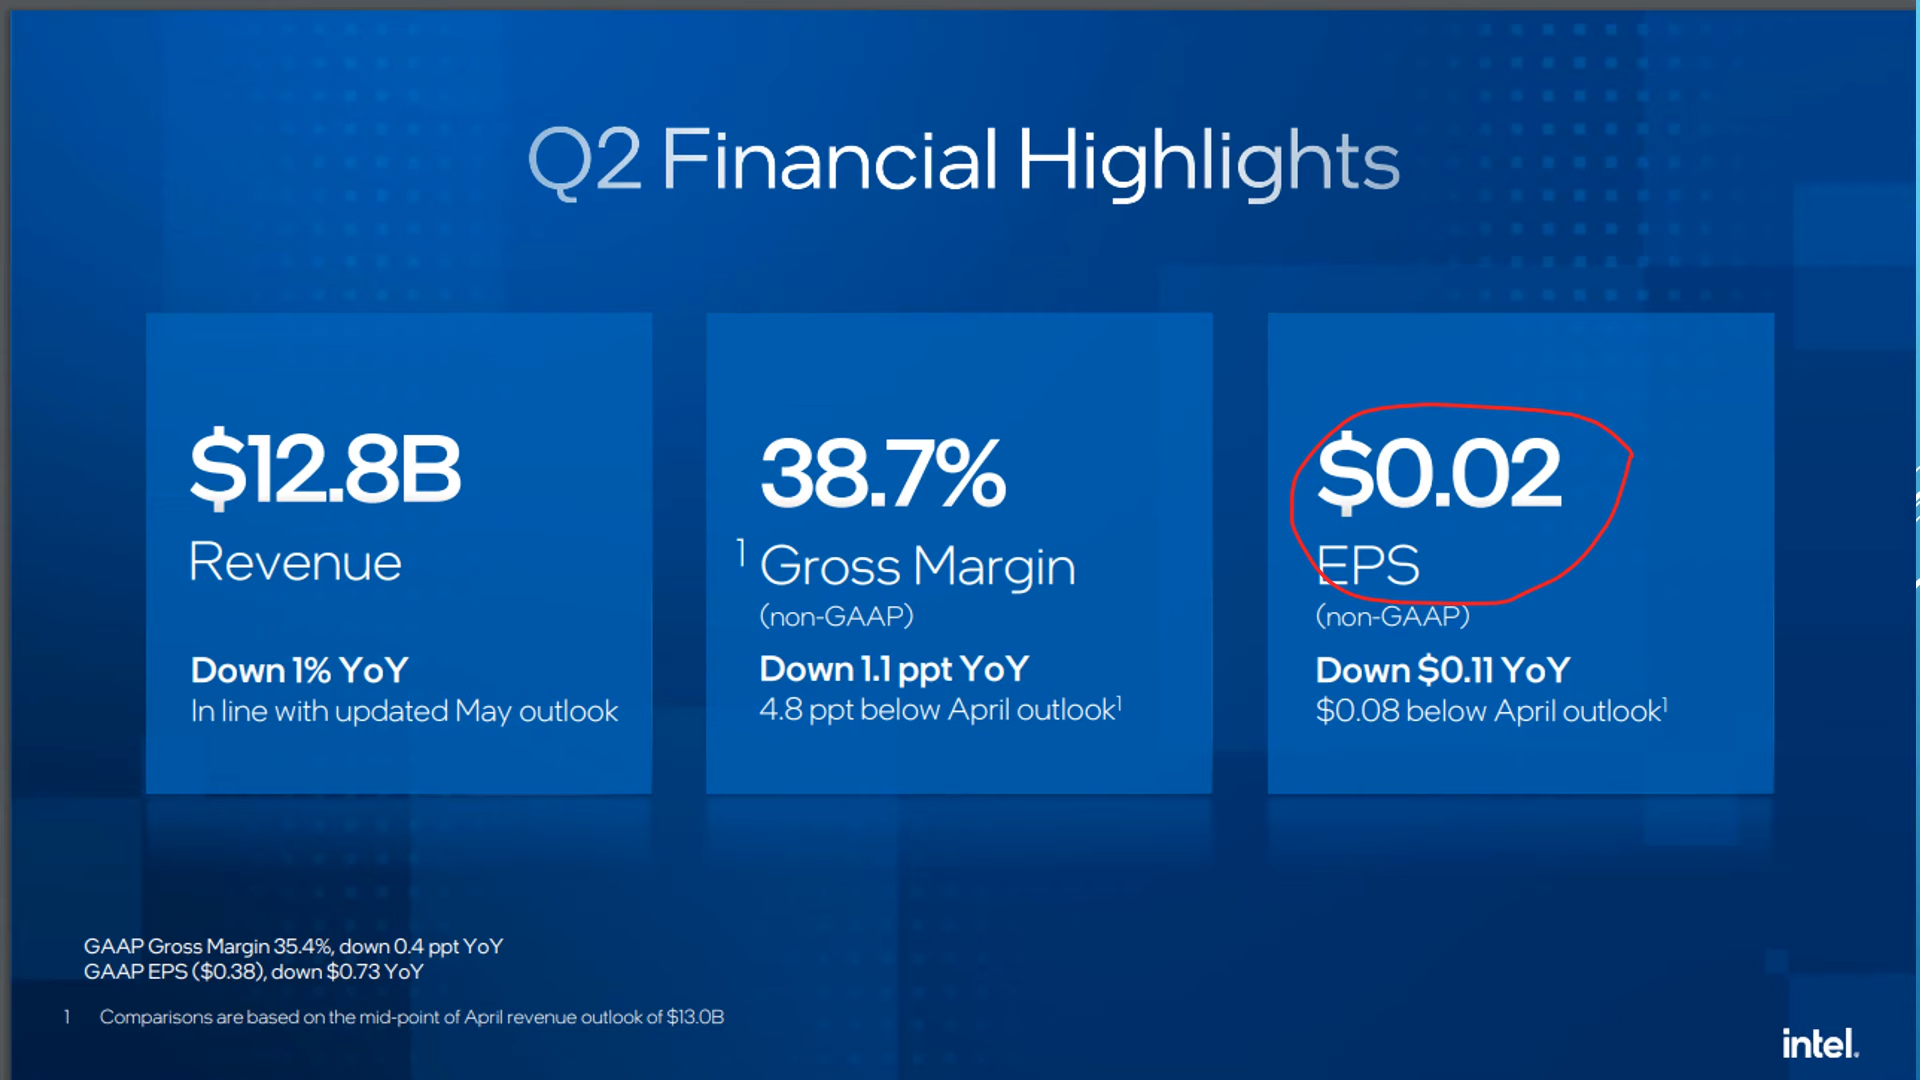 Q2 Financial Highlights
$12.8B
Revenue
Down 1% YoY
In line with updated May outlook
38.7%
1 Gross Margin
(non-GAAP)
Down 1.1 ppt YoY
4.8 ppt below April outlook1
$0.02
EPS
(non-GAAP)
Down $0.11 YoY
$0.08 below April outlook1
GAAP Gross Margin 35.4%, down 0.4 ppt YoY
GAAP EPS ($0.38), down $0.73 YoY
1 Comparisons are based on the mid-point of April revenue outlook of $13.0B
intel.